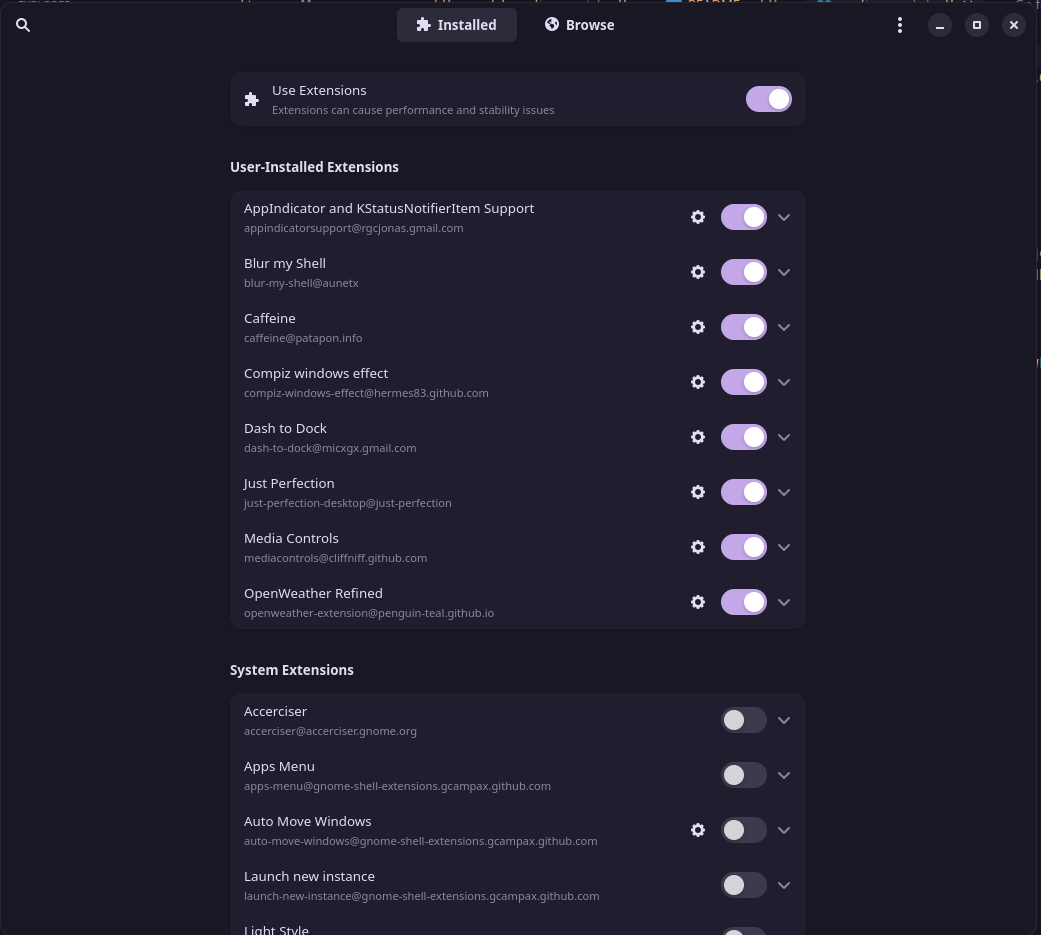 Installed
Browse
Use Extensions
Extensions can cause performance and stability issues
User-Installed Extensions
AppIndicator and KStatusNotifierItem Support
appindicatorsupport@rgcjonas.gmail.com
Blur my Shell
blur-my-shell@aunetx
Caffeine
caffeine@patapon.info
Compiz windows effect
compiz-windows-effect@hermes83.github.com
Dash to Dock
dash-to-dock@micxgx.gmail.com
Just Perfection
just-perfection-desktop@just-perfection
Media Controls
mediacontrols@cliffniff.github.com
OpenWeather Refined
openweather-extension@penguin-teal.github.io
System Extensions
Accerciser
accerciser@accerciser.gnome.org
Apps Menu
apps-menu@gnome-shell-extensions.gcampax.github.com
Auto Move Windows
auto-move-windows@gnome-shell-extensions.gcampax.github.com
Launch new instance
launch-new-instance@gnome-shell-extensions.gcampax.github.com
Light Style